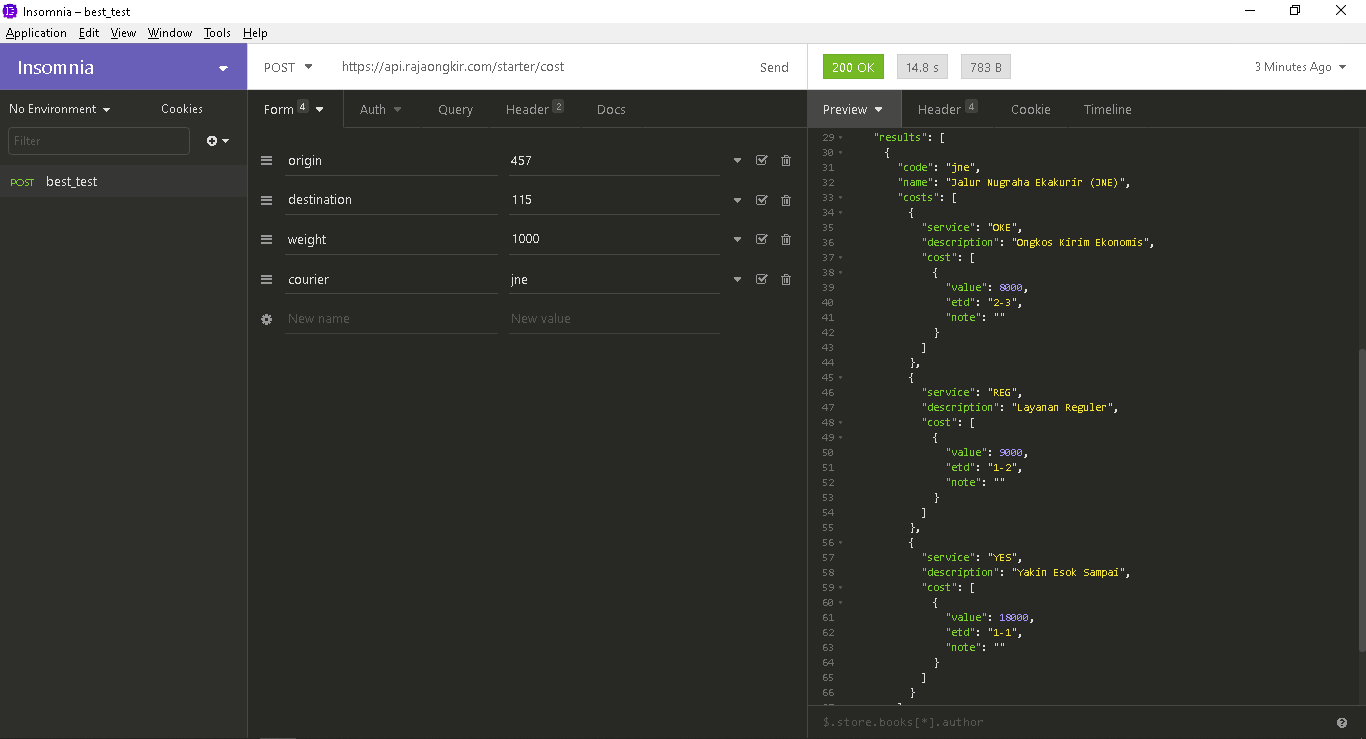 Insomnia – best_test
Application Edit View Window Tools Help
Insomnia
POST https://api.rajaongkir.com/starter/cost Send
200 OK 14.8 s 783 B 3 Minutes Ago
No Environment Cookies
Form 4 Auth Query Header 2 Docs
Preview Header 4 Cookie Timeline
Filter
POST best_test
origin 457
destination 115
weight 1000
courier jne
New name New value
29 "results": [
30 {
31 "code": "jne",
32 "name": "Jalur Nugraha Ekakurir (JNE)",
33 "costs": [
34 {
35 "service": "OKE",
36 "description": "Ongkos Kirim Ekonomis",
37 "cost": [
38 {
39 "value": 8000,
40 "etd": "2-3",
41 "note": ""
42 }
43 ]
44 },
45 {
46 "service": "REG",
47 "description": "Layanan Reguler",
48 "cost": [
49 {
50 "value": 9000,
51 "etd": "1-2",
52 "note": ""
53 }
54 ]
55 },
56 {
57 "service": "YES",
58 "description": "Yakin Esok Sampai",
59 "cost": [
60 {
61 "value": 18000,
62 "etd": "1-1",
63 "note": ""
64 }
65 ]
66 }
$.store.books[*].author